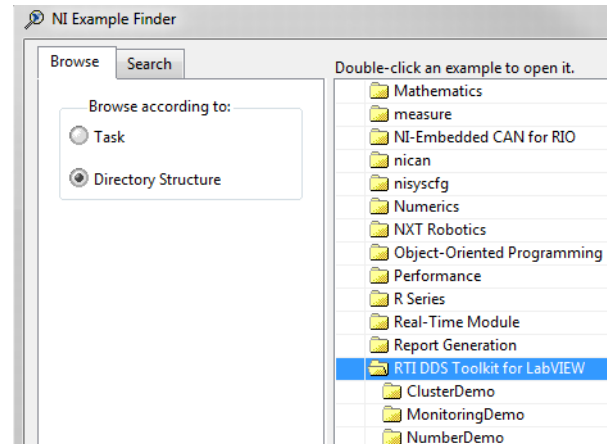 NI Example Finder
Browse
Search
Browse according to:
Task
Directory Structure
Double-click an example to open it.
Mathematics
measure
NI-Embedded CAN for RIO
nican
nisyscfg
Numerics
NXT Robotics
Object-Oriented Programming
Performance
R Series
Real-Time Module
Report Generation
RTI DDS Toolkit for LabVIEW
ClusterDemo
MonitoringDemo
NumberDemo